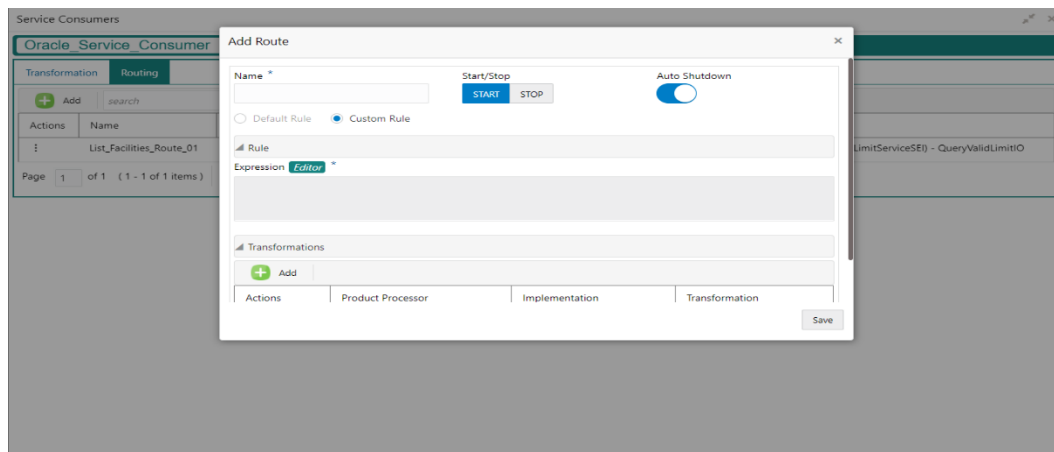 Service Consumers
Oracle_Service_Consumer
Transformation Routing
Add search
Actions Name
List_Facilities_Route_01 LimitServiceSEI) - QueryValidLimitIO
Page 1 of 1 ( 1 - 1 of 1 items )
Add Route
Name * Start/Stop Auto Shutdown
START STOP
Default Rule Custom Rule
Rule
Expression Editor *
Transformations
Add
Actions Product Processor Implementation Transformation
Save